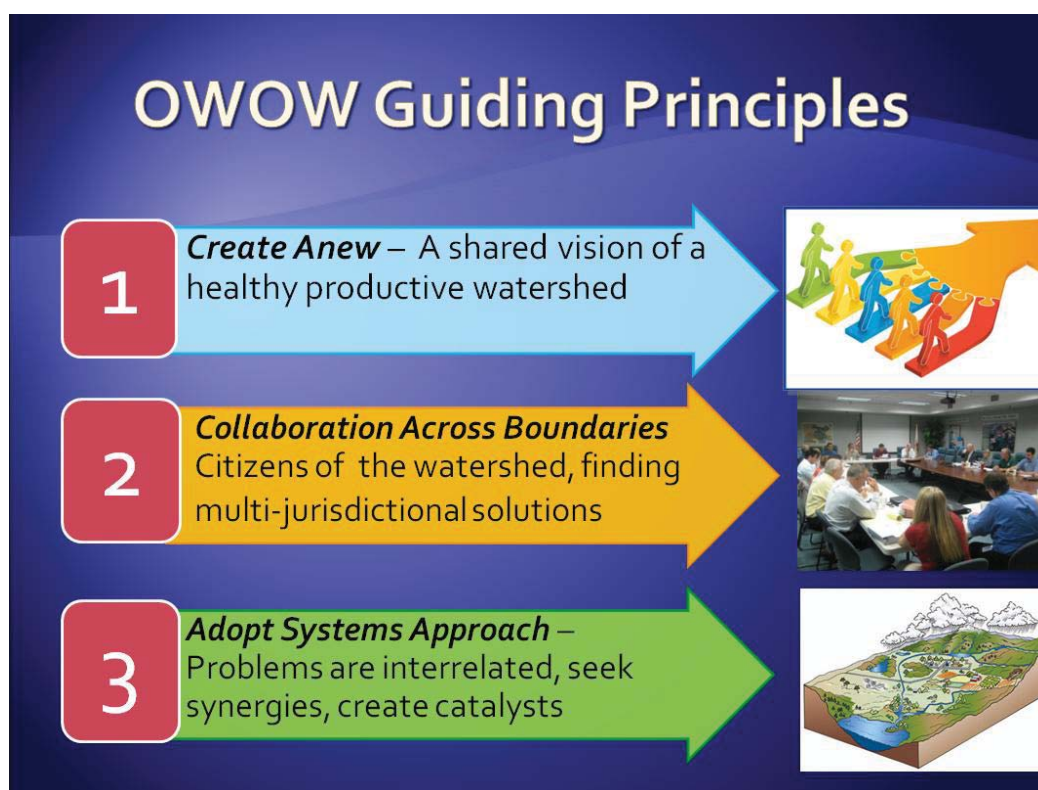 OWOW Guiding Principles
1
Create Anew – A shared vision of a
healthy productive watershed
2
Collaboration Across Boundaries
Citizens of the watershed, finding
multi-jurisdictional solutions
3
Adopt Systems Approach –
Problems are interrelated, seek
synergies, create catalysts